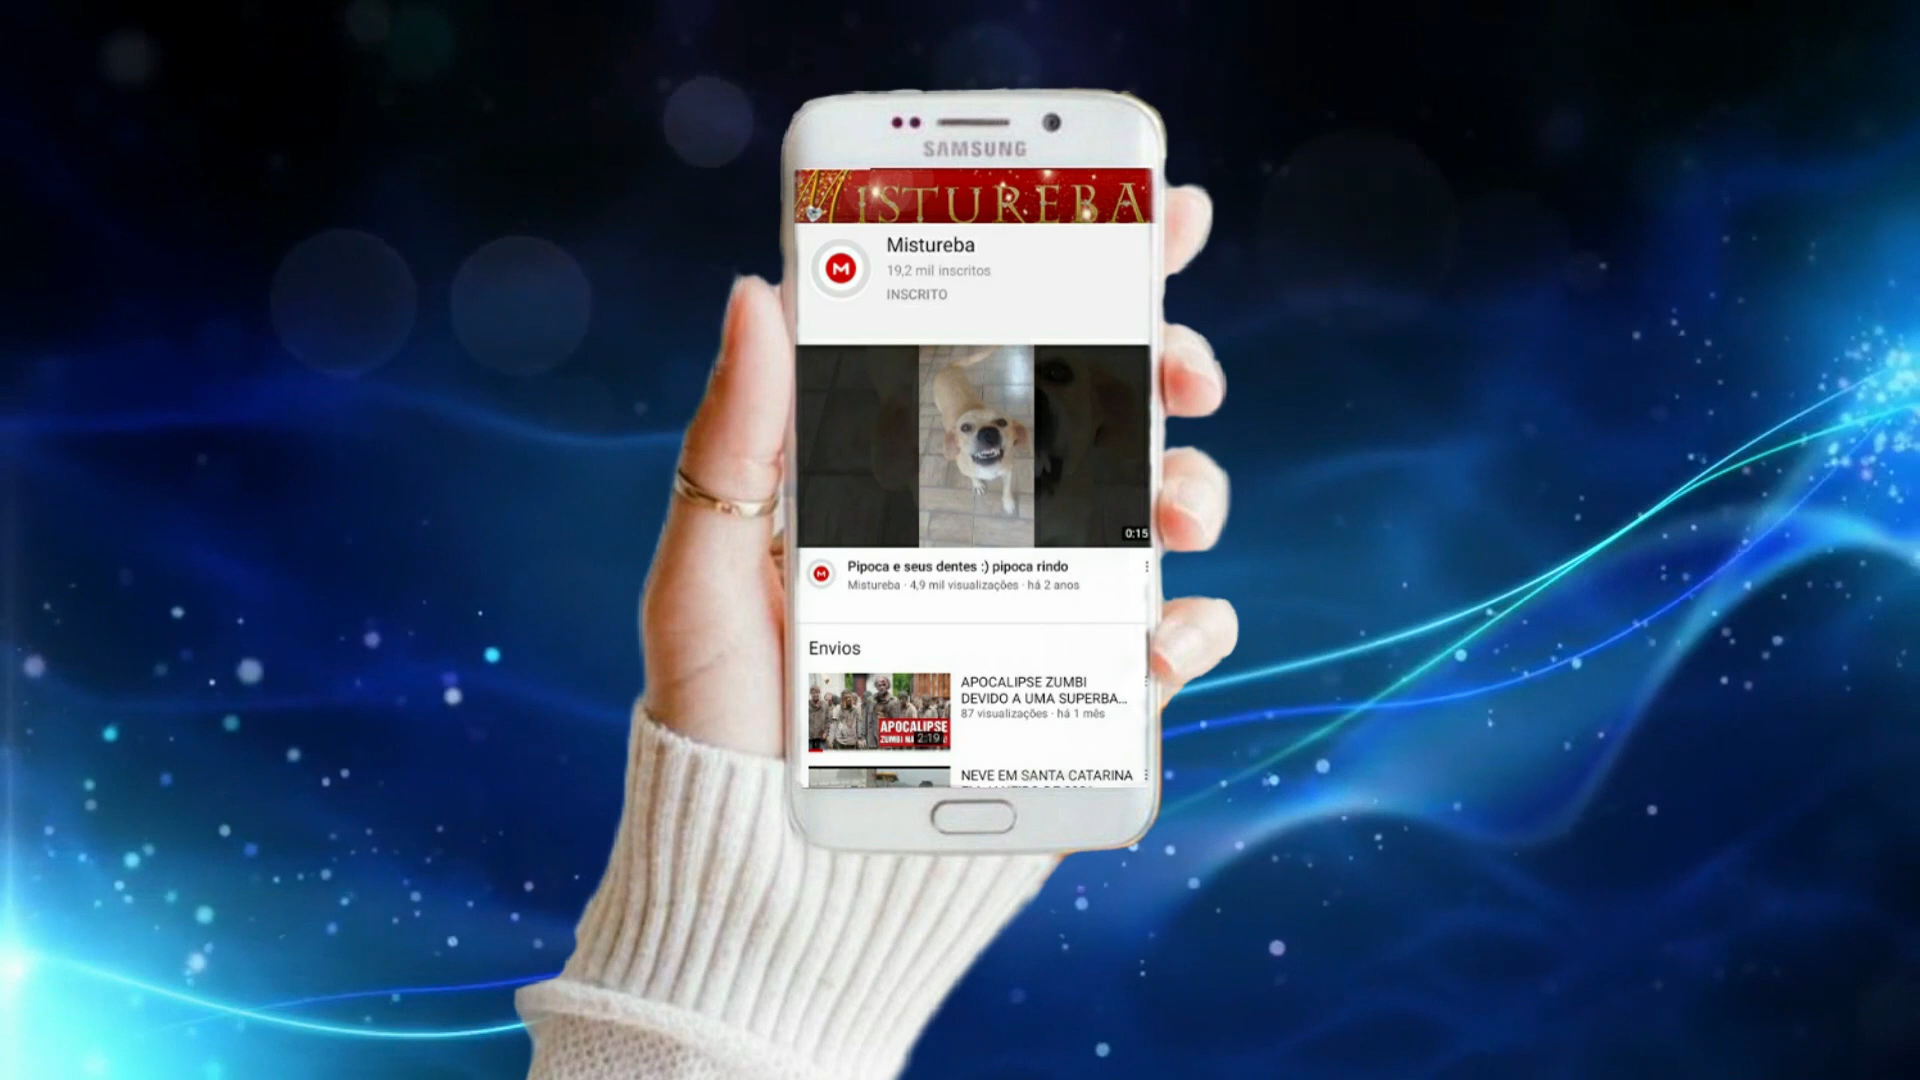 SAMSUNG
MISTUREBA
Mistureba
19,2 mil inscritos
INSCRITO
0:15
Pipoca e seus dentes :) pipoca rindo
Mistureba · 4,9 mil visualizações · há 2 anos
Envios
APOCALIPSE ZUMBI
DEVIDO A UMA SUPERBA...
87 visualizações · há 1 mês
APOCALIPSE
ZUMBI
2:19
NEVE EM SANTA CATARINA